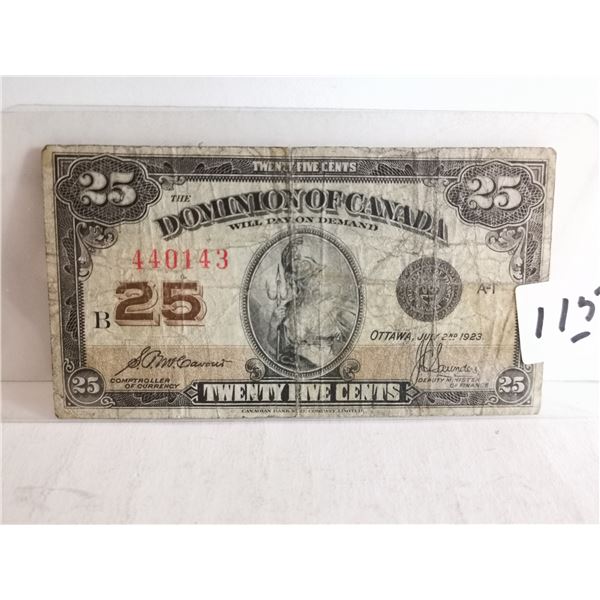 TWENTY FIVE CENTS
25 25
THE
DOMINION OF CANADA
WILL PAY ON DEMAND
440143
B 25
A-1
115
OTTAWA, JULY 2ND 1923.
COMPTROLLER
OF CURRENCY
DEPUTY MINISTER
OF FINANCE
25 TWENTY FIVE CENTS 25
CANADIAN BANK NOTE COMPANY, LIMITED